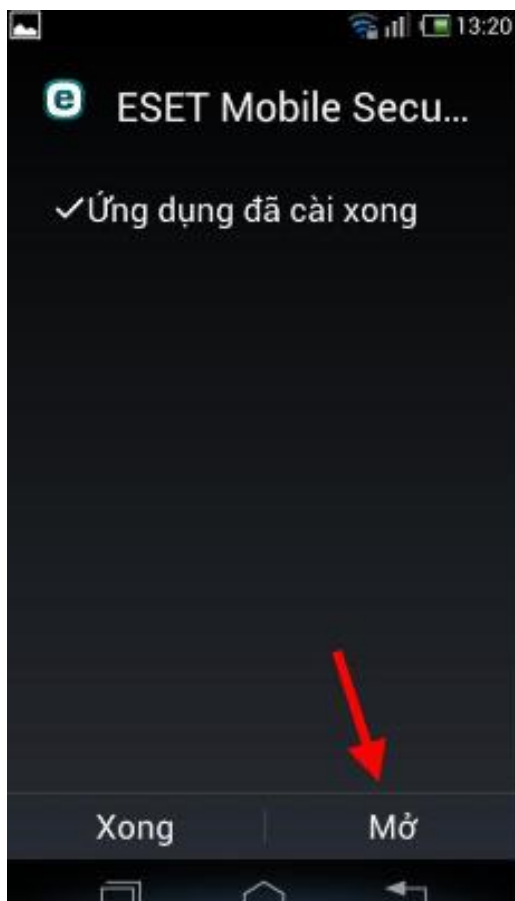 13:20
e ESET Mobile Secu...
✓Ứng dụng đã cài xong
Xong
Mở